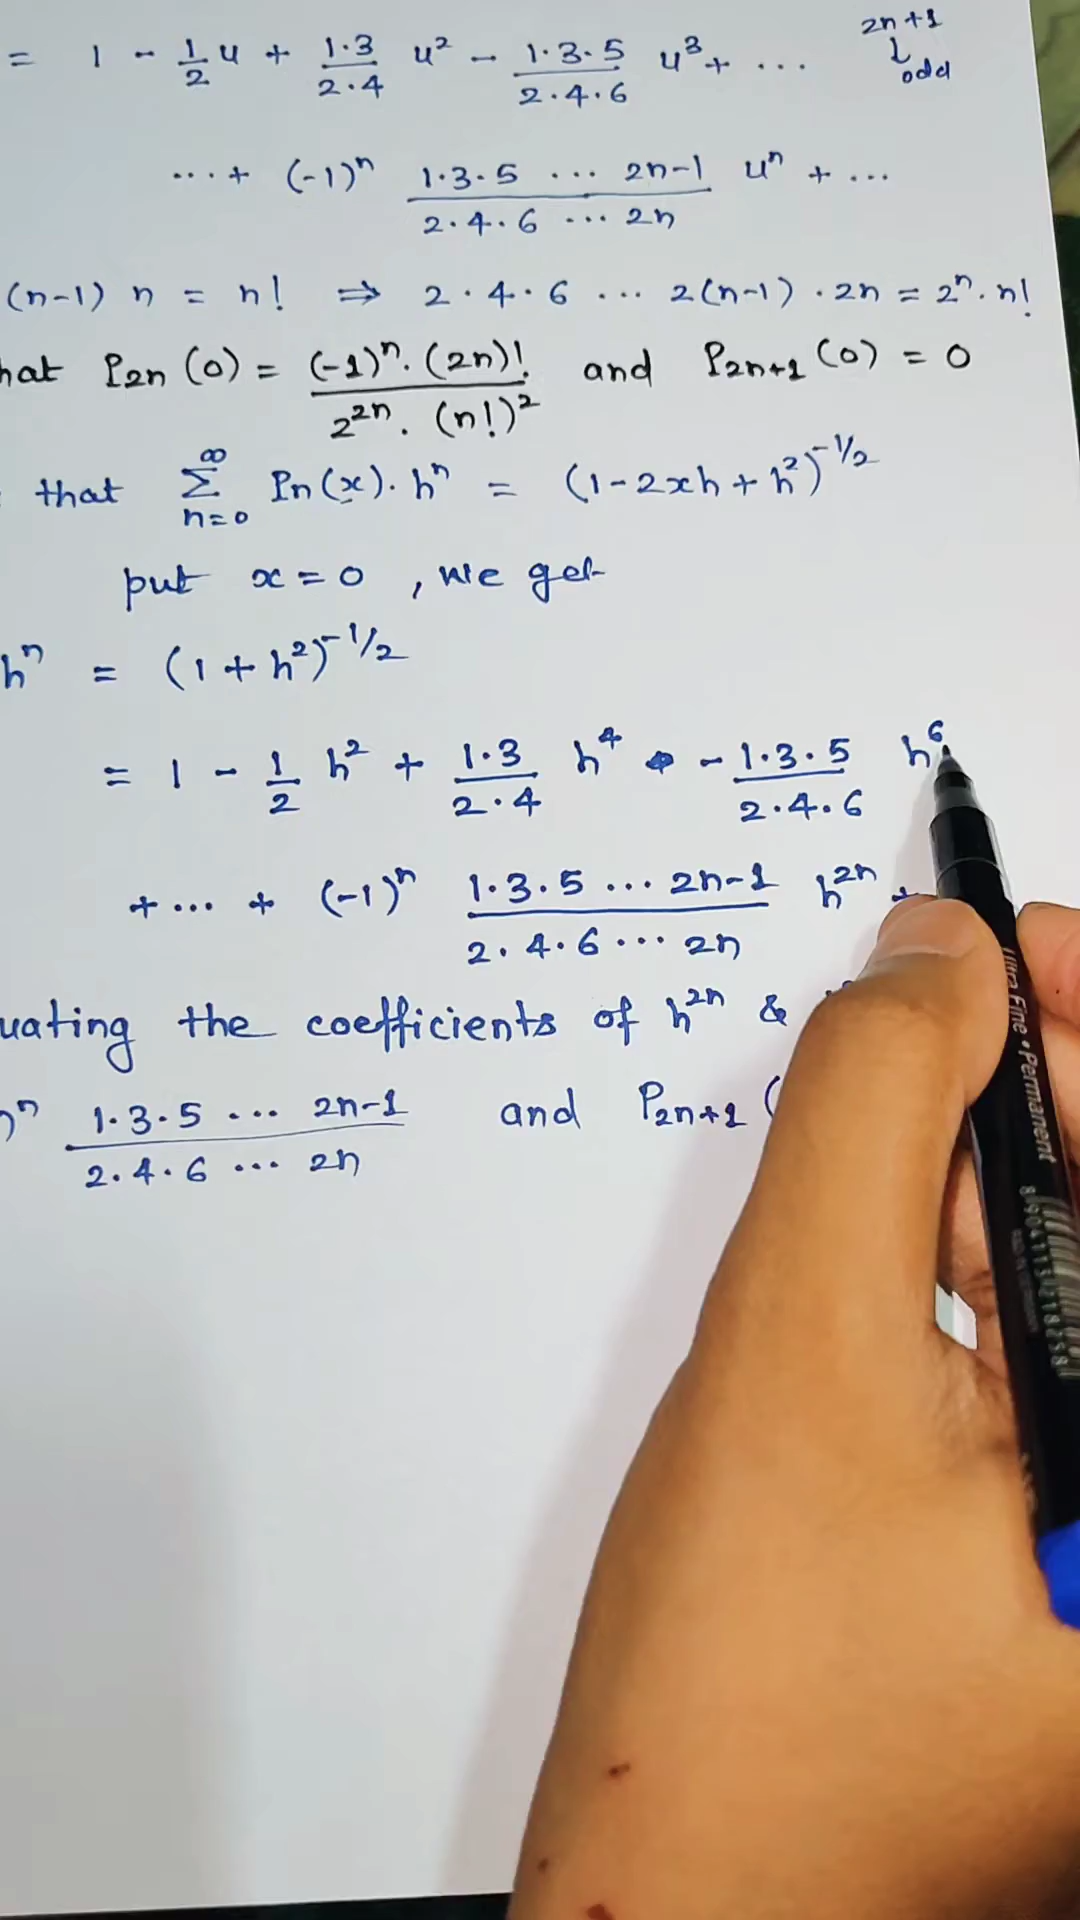 = 1 - 1/2 u + 1·3/2·4 u² - 1·3·5/2·4·6 u³ + ...
2n+1
↓
odd
...+ (-1)ⁿ 1·3·5 ... 2n-1/2·4·6 ... 2n uⁿ + ...
(n-1) n = n! ⇒ 2·4·6 ... 2(n-1)·2n = 2ⁿ·n!
hat P₂ₙ(0) = (-1)ⁿ·(2n)!/2²ⁿ·(n!)² and P₂ₙ₊₁(0) = 0
that ∞Σn=0 Pn(x)·hⁿ = (1-2xh+h²)^-1/2
put x=0, we get
hⁿ = (1+h²)^-1/2
= 1 - 1/2 h² + 1·3/2·4 h⁴ - 1·3·5/2·4·6 h⁶
+ ... + (-1)ⁿ 1·3·5 ... 2n-1/2·4·6 ... 2n h²ⁿ +
uating the coefficients of h²ⁿ &
ⁿ 1·3·5 ... 2n-1/2·4·6 ... 2n and P₂ₙ₊₁(
Ultra Fine • Permanent